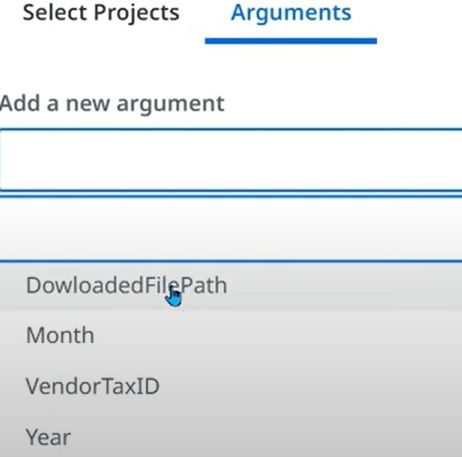 Select Projects Arguments
Add a new argument
DowloadedFilePath
Month
VendorTaxID
Year